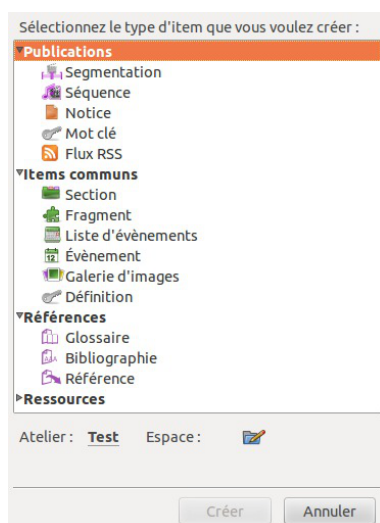 Sélectionnez le type d'item que vous voulez créer :
Publications
Segmentation
Séquence
Notice
Mot clé
Flux RSS
Items communs
Section
Fragment
Liste d'évènements
12 Évènement
Galerie d'images
Définition
Références
Glossaire
Bibliographie
Référence
Ressources
Atelier : Test Espace :
Créer Annuler